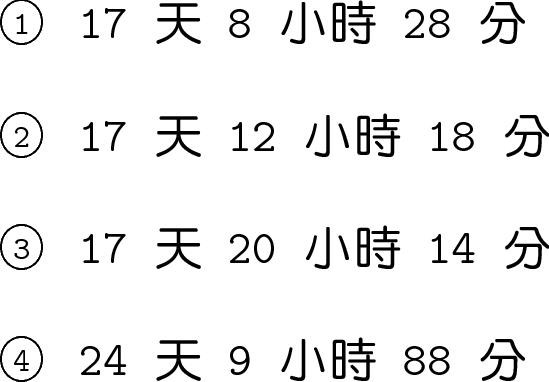 ① 17 天 8 小時 28 分
② 17 天 12 小時 18 分
③ 17 天 20 小時 14 分
④ 24 天 9 小時 88 分